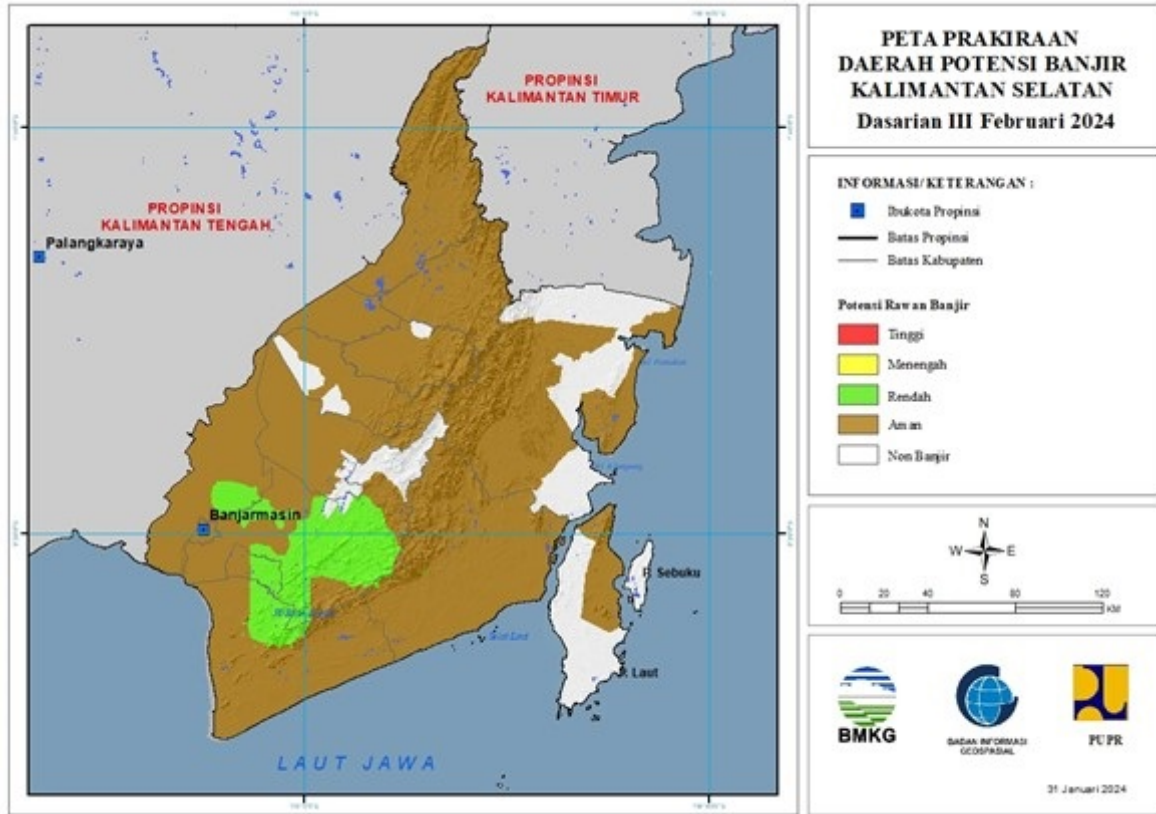 PROPINSI
KALIMANTAN TIMUR
PROPINSI
KALIMANTAN TENGAH
Palangkaraya
Banjarmasin
P. Sebuku
P. Laut
LAUT JAWA
PETA PRAKIRAAN
DAERAH POTENSI BANJIR
KALIMANTAN SELATAN
Dasarian III Februari 2024
INFORMASI/KETERANGAN :
Ibukota Propinsi
Batas Propinsi
Batas Kabupaten
Potensi Rawan Banjir
Tinggi
Menengah
Rendah
Aman
Non Banjir
N
W E
S
0 20 40 80 120
KM
BMKG
BADAN INFORMASI
GEOSPASIAL
PUPR
31 Januari 2024